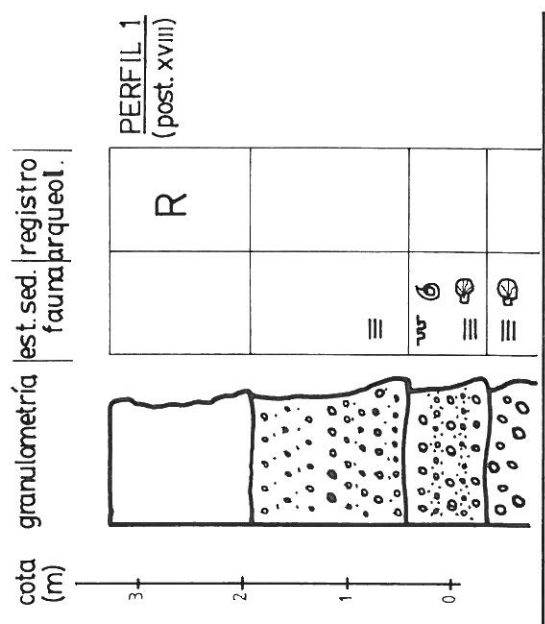 PERFIL 1
(post. XVIII)
cota
(m)
granulometría
est.sed.
fauna
registro
arqueol.
R
3
2
1
0